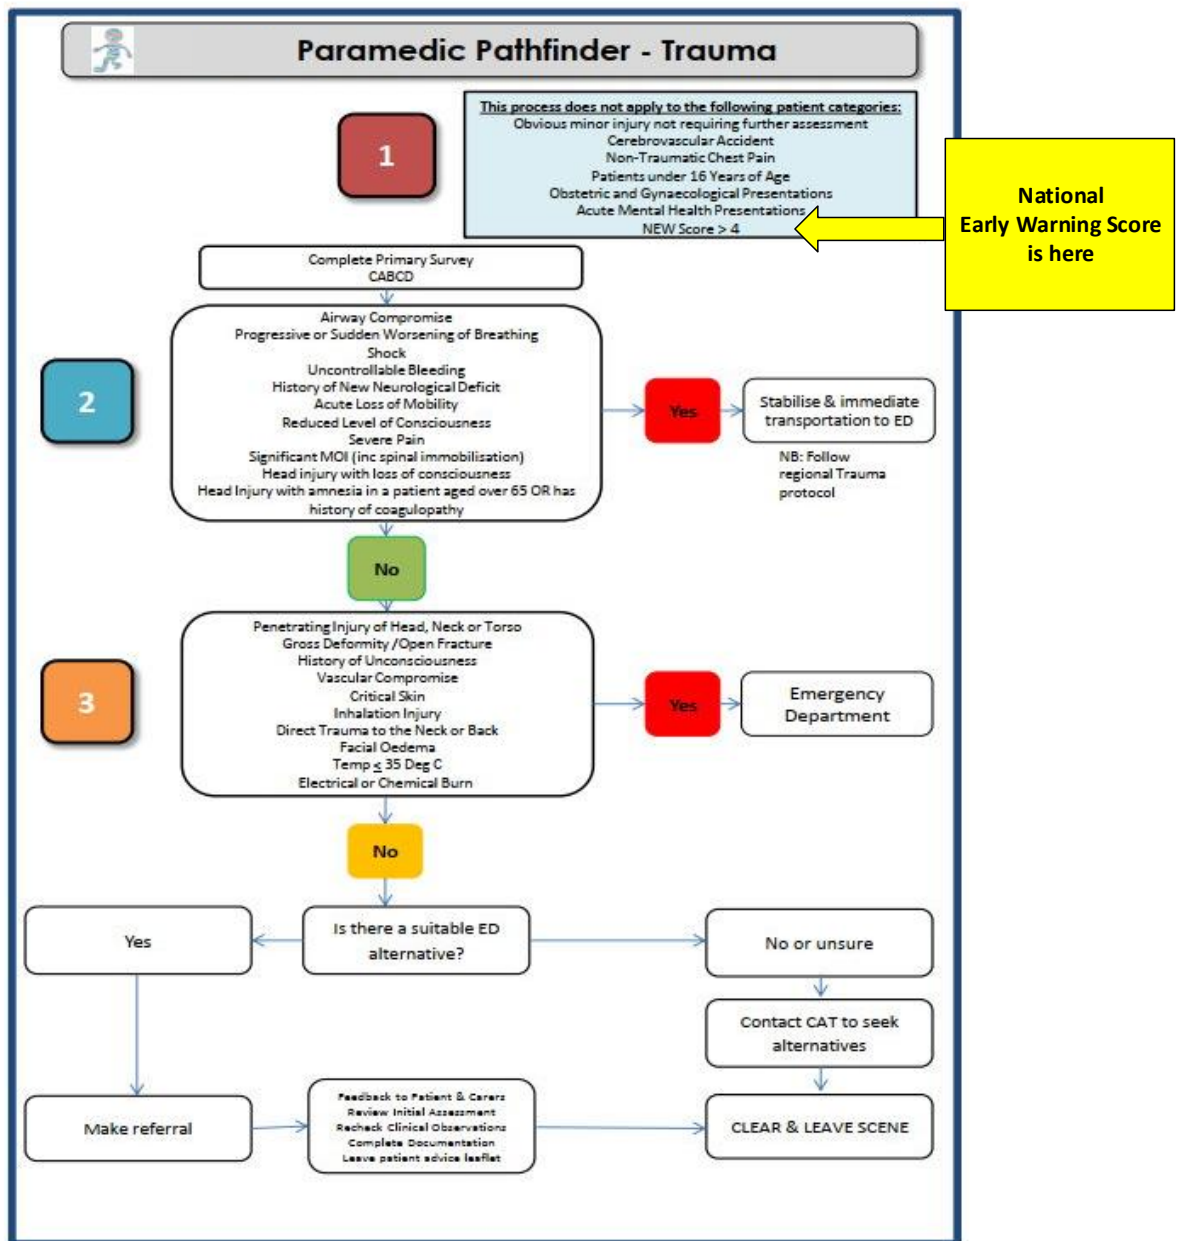 Paramedic Pathfinder - Trauma
1
This process does not apply to the following patient categories:
Obvious minor injury not requiring further assessment
Cerebrovascular Accident
Non-Traumatic Chest Pain
Patients under 16 Years of Age
Obstetric and Gynaecological Presentations
Acute Mental Health Presentations
NEW Score > 4
National
Early Warning Score
is here
Complete Primary Survey
CABCD
2
Airway Compromise
Progressive or Sudden Worsening of Breathing
Shock
Uncontrollable Bleeding
History of New Neurological Deficit
Acute Loss of Mobility
Reduced Level of Consciousness
Severe Pain
Significant MOI (inc spinal immobilisation)
Head injury with loss of consciousness
Head Injury with amnesia in a patient aged over 65 OR has
history of coagulopathy
Yes
Stabilise & immediate
transportation to ED
NB: Follow
regional Trauma
protocol
No
3
Penetrating Injury of Head, Neck or Torso
Gross Deformity /Open Fracture
History of Unconsciousness
Vascular Compromise
Critical Skin
Inhalation Injury
Direct Trauma to the Neck or Back
Facial Oedema
Temp ≤ 35 Deg C
Electrical or Chemical Burn
Yes
Emergency
Department
No
Yes
Is there a suitable ED
alternative?
No or unsure
Contact CAT to seek
alternatives
Make referral
Feedback to Patient & Carers
Review Initial Assessment
Recheck Clinical Observations
Complete Documentation
Leave patient advice leaflet
CLEAR & LEAVE SCENE